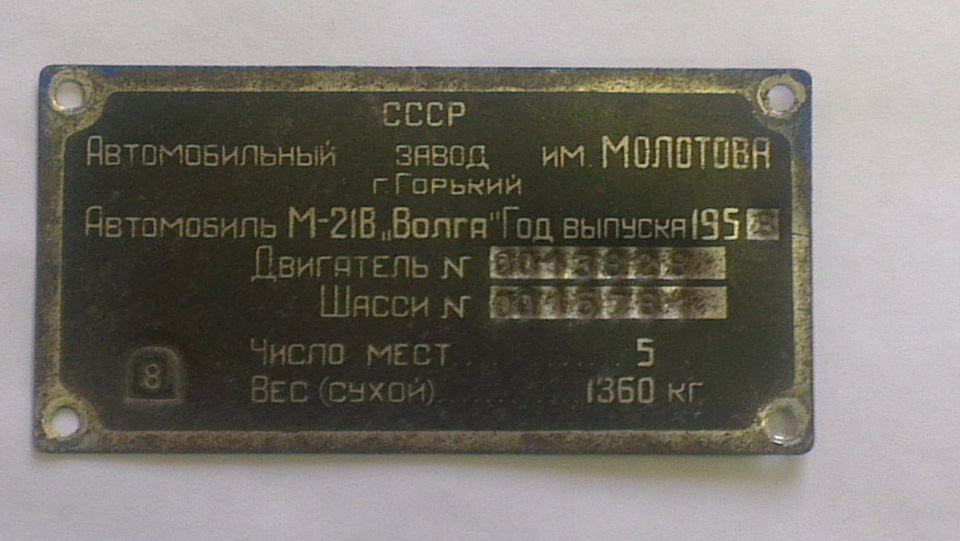 СССР
Автомобильный завод им. МОЛОТОВА
г. Горький
Автомобиль М-21В „Волга" Год выпуска 195
Двигатель N
Шасси N
Число мест ........ 5
8
Вес (сухой) ........ 1360 кг